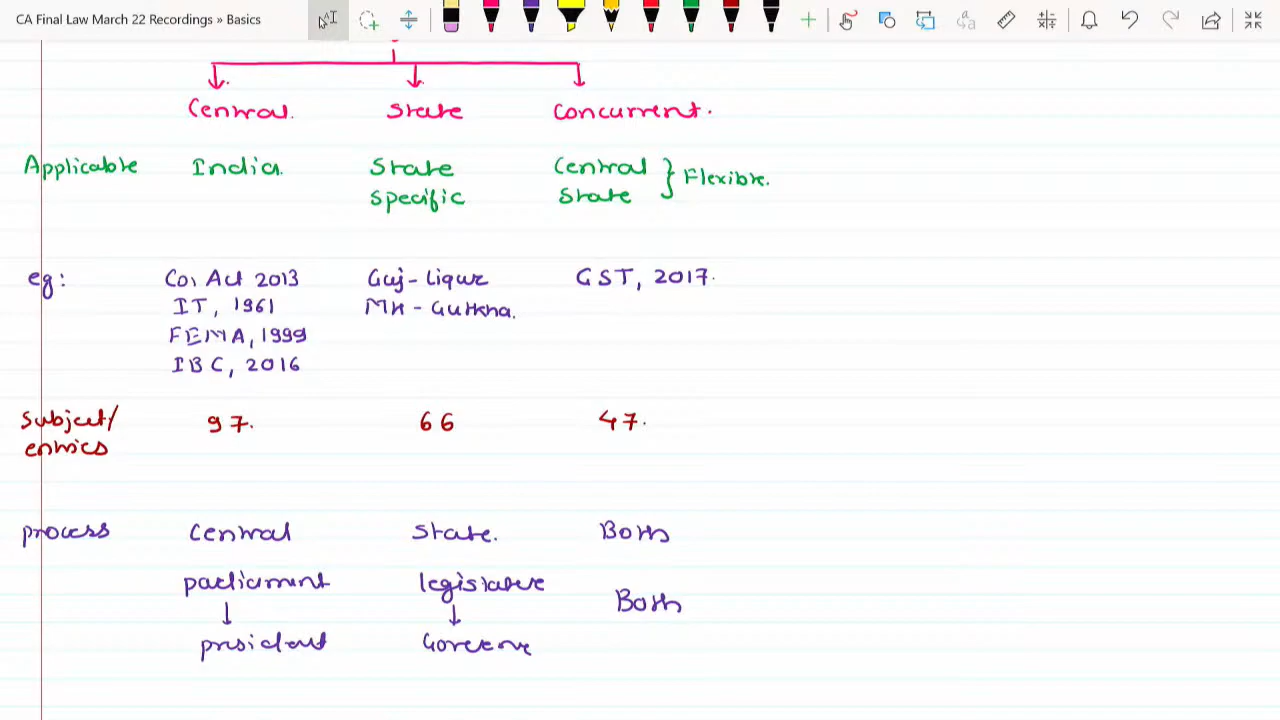 CA Final Law March 22 Recordings » Basics
Central. State Concurrent.
Applicable India. State Central } Flexible.
specific State
eg: Co, Act 2013 Guj - Liqur GST, 2017.
IT, 1961 MH - Gutkha.
FEMA, 1999
IBC, 2016
Subject/ 97. 66 47.
entries
process Central State. Both
parliament legislature Both
president Governr